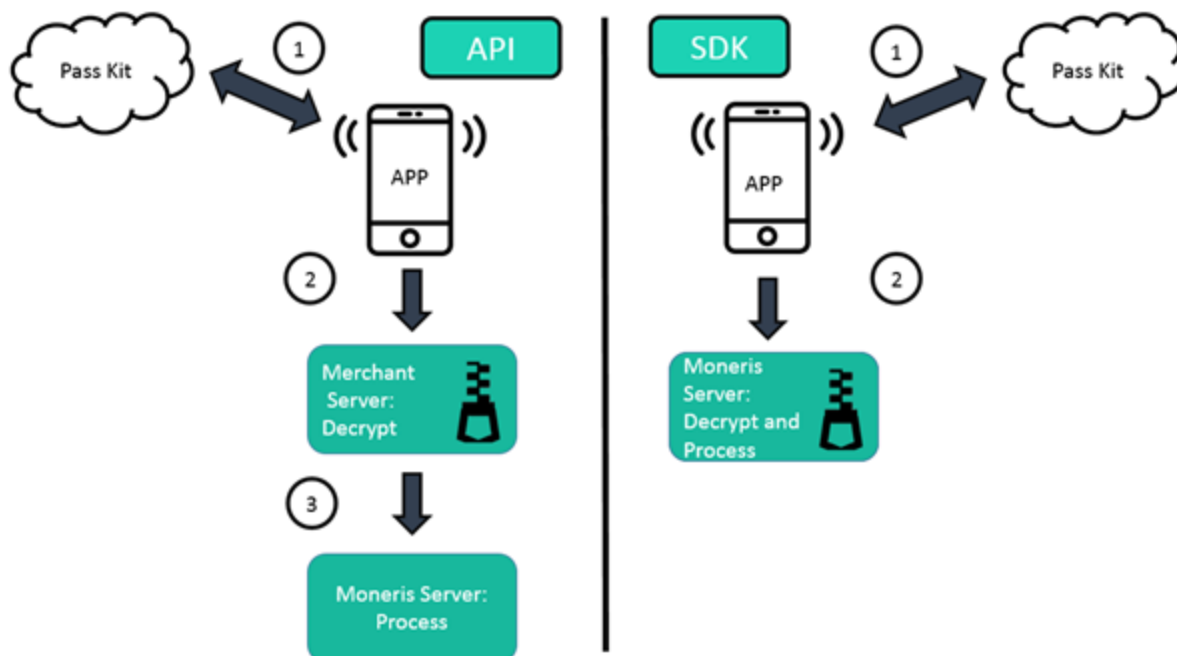 API
1
Pass Kit
APP
2
Merchant
Server:
Decrypt
3
Moneris Server:
Process
SDK
1
Pass Kit
APP
2
Moneris
Server:
Decrypt and
Process